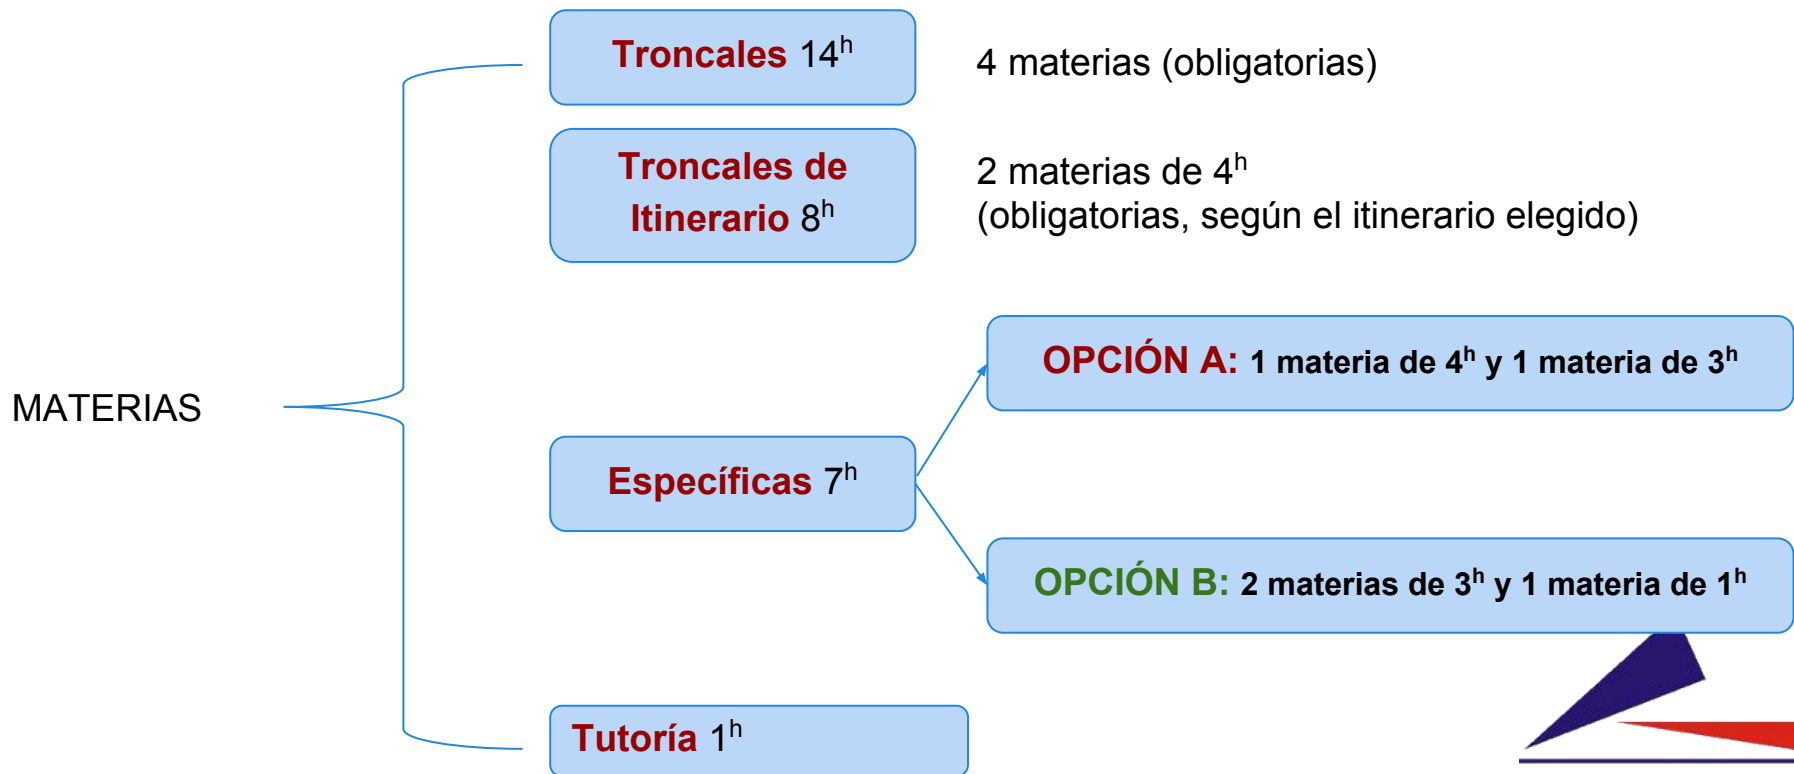 Troncales 14ʰ
4 materias (obligatorias)
Troncales de
Itinerario 8ʰ
2 materias de 4ʰ
(obligatorias, según el itinerario elegido)
MATERIAS
Específicas 7ʰ
OPCIÓN A: 1 materia de 4ʰ y 1 materia de 3ʰ
OPCIÓN B: 2 materias de 3ʰ y 1 materia de 1ʰ
Tutoría 1ʰ